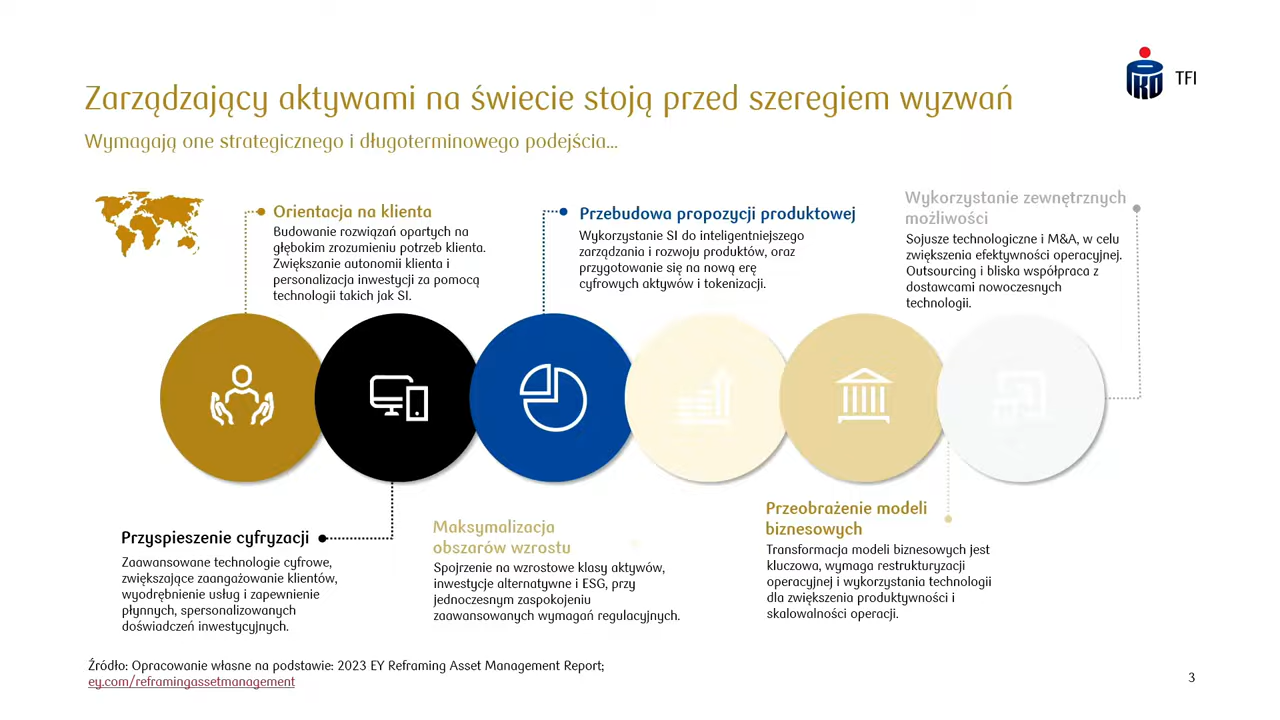 PKO TFI
Zarządzający aktywami na świecie stoją przed szeregiem wyzwań
Wymagają one strategicznego i długoterminowego podejścia...
Orientacja na klienta
Budowanie rozwiązań opartych na
głębokim zrozumieniu potrzeb klienta.
Zwiększanie autonomii klienta i
personalizacja inwestycji za pomocą
technologii takich jak SI.
Przebudowa propozycji produktowej
Wykorzystanie SI do inteligentniejszego
zarządzania i rozwoju produktów, oraz
przygotowanie się na nową erę
cyfrowych aktywów i tokenizacji.
Wykorzystanie zewnętrznych
możliwości
Sojusze technologiczne i M&A, w celu
zwiększenia efektywności operacyjnej.
Outsourcing i bliska współpraca z
dostawcami nowoczesnych
technologii.
Przyspieszenie cyfryzacji
Zaawansowane technologie cyfrowe,
zwiększające zaangażowanie klientów,
wyodrębnienie usług i zapewnienie
płynnych, spersonalizowanych
doświadczeń inwestycyjnych.
Maksymalizacja
obszarów wzrostu
Spojrzenie na wzrostowe klasy aktywów,
inwestycje alternatywne i ESG, przy
jednoczesnym zaspokojeniu
zaawansowanych wymagań regulacyjnych.
Przeobrażenie modeli
biznesowych
Transformacja modeli biznesowych jest
kluczowa, wymaga restrukturyzacji
operacyjnej i wykorzystania technologii
dla zwiększenia produktywności i
skalowalności operacji.
Źródło: Opracowanie własne na podstawie: 2023 EY Reframing Asset Management Report;
ey.com/reframingassetmanagement
3